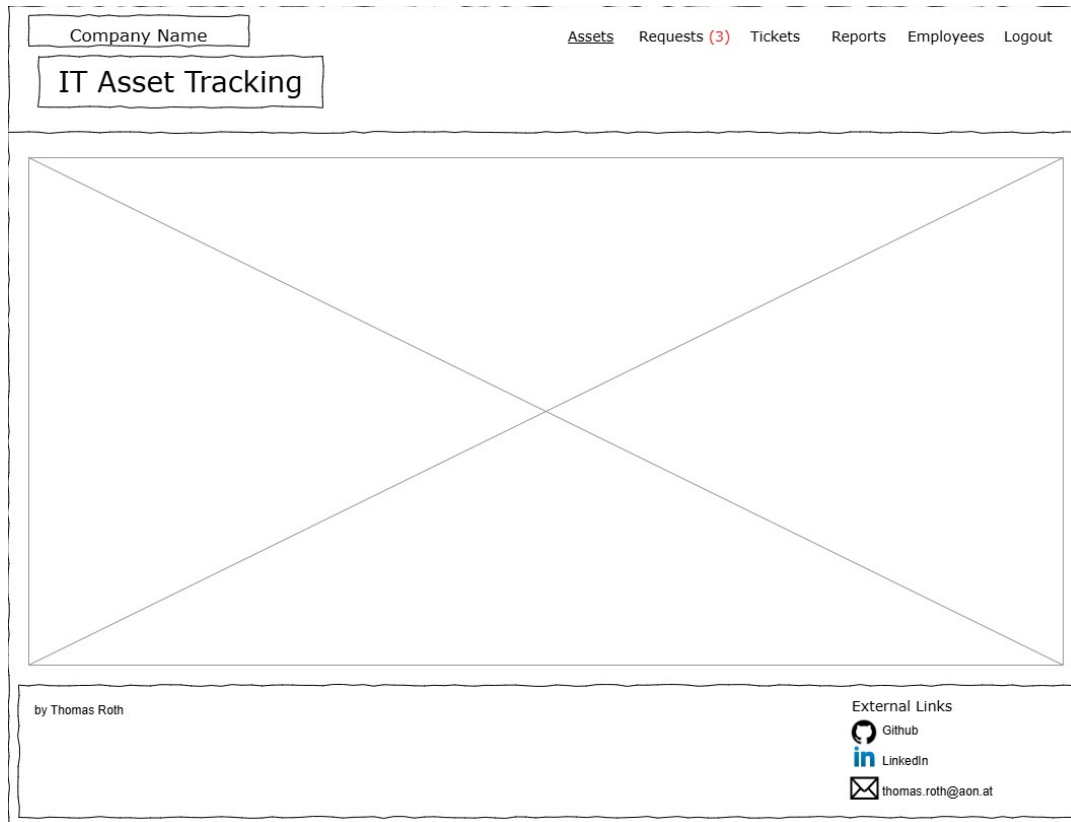 Company Name
Assets Requests (3) Tickets Reports Employees Logout
IT Asset Tracking
by Thomas Roth
External Links
Github
LinkedIn
thomas.roth@aon.at